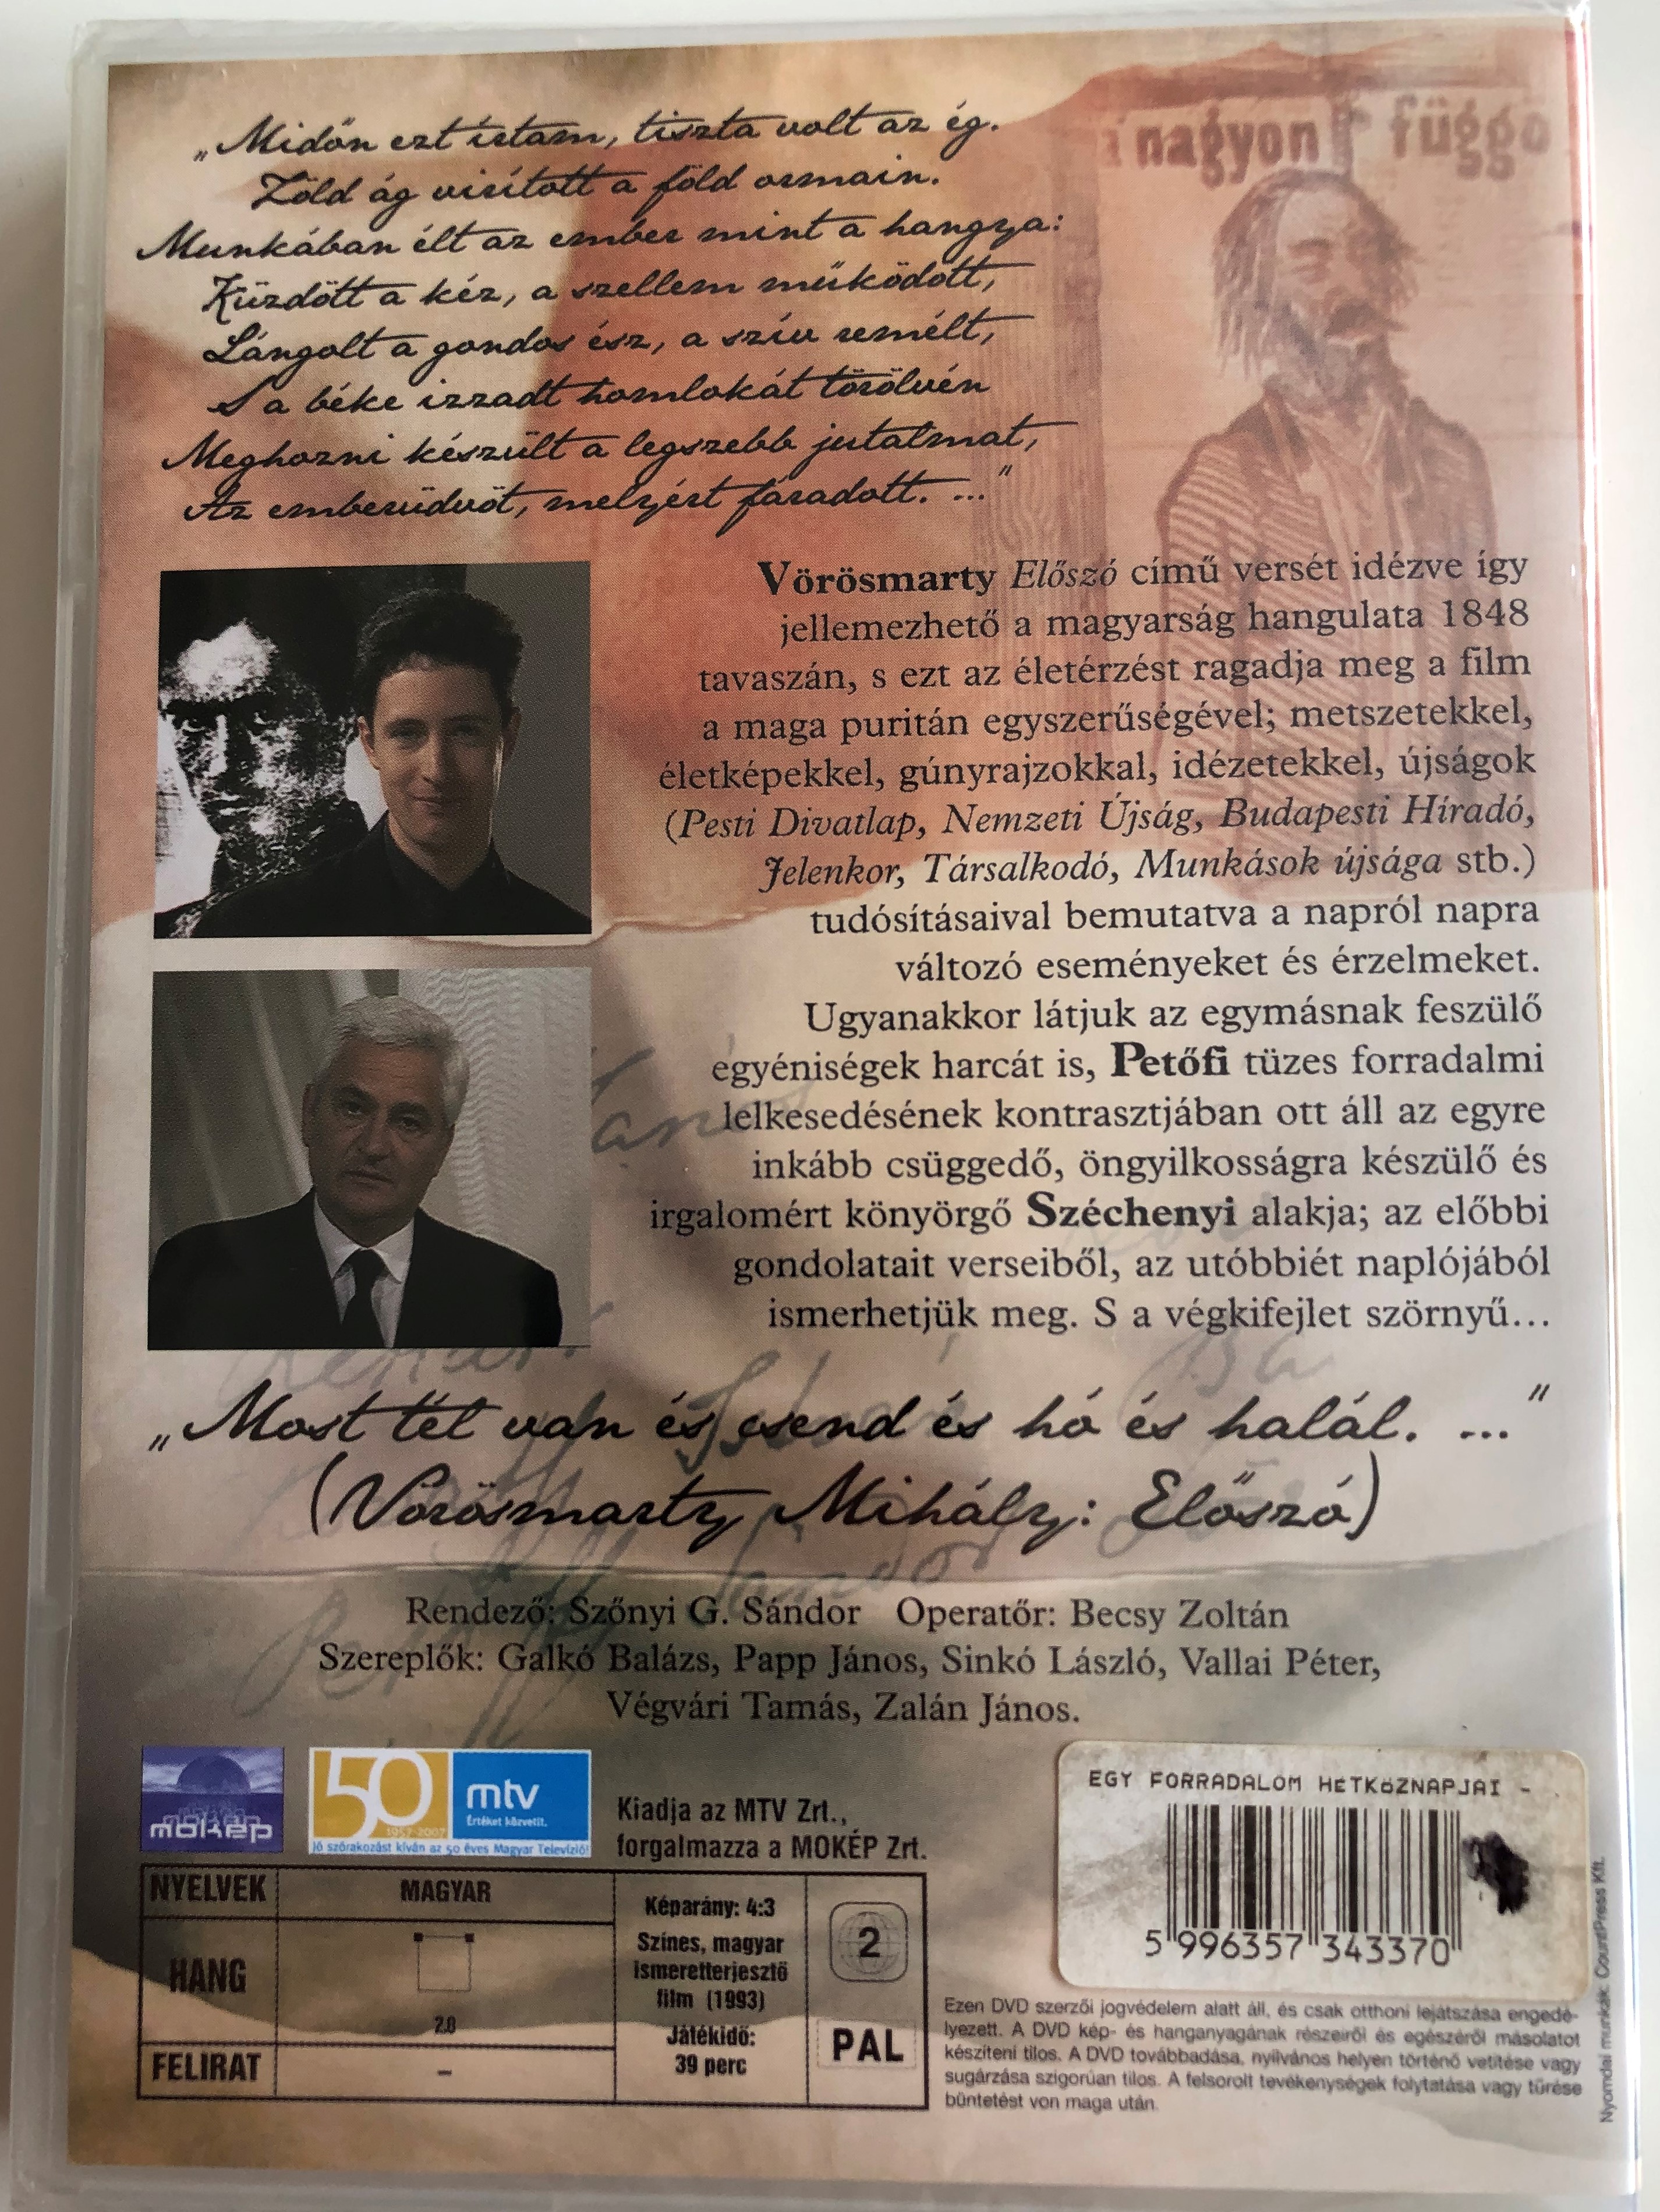 nagyon függő
„Midőn ezt írtam, tiszta volt az ég.
Zöld ág virított a föld ormain.
Munkában élt az ember mint a hangya:
Küzdött a kéz, a szellem működött,
Lángolt a gondos ész, a szív remélt,
S a béke izzadt homlokát törölvén
Meghozni készült a legszebb jutalmat,
Az emberüdvöt, melyért fáradott. ..."
Vörösmarty Előszó című versét idézve így
jellemezhető a magyarság hangulata 1848
tavaszán, s ezt az életérzést ragadja meg a film
a maga puritán egyszerűségével; metszetekkel,
életképekkel, gúnyrajzokkal, idézetekkel, újságok
(Pesti Divatlap, Nemzeti Újság, Budapesti Híradó,
Jelenkor, Társalkodó, Munkások újsága stb.)
tudósításaival bemutatva a napról napra
változó eseményeket és érzelmeket.
Ugyanakkor látjuk az egymásnak feszülő
egyéniségek harcát is, Petőfi tüzes forradalmi
lelkesedésének kontrasztjában ott áll az egyre
inkább csüggedő, öngyilkosságra készülő és
irgalomért könyörgő Széchenyi alakja; az előbbi
gondolatait verseiből, az utóbbiét naplójából
ismerhetjük meg. S a végkifejlet szörnyű...
„Most tél van és csend és hó és halál. ..."
(Vörösmarty Mihály: Előszó)
Rendező: Szőnyi G. Sándor Operatőr: Becsy Zoltán
Szereplők: Galkó Balázs, Papp János, Sinkó László, Vallai Péter,
Végvári Tamás, Zalán János.
mokép
50
1957-2007
mtv
Értéket közvetít.
Jó szórakozást kíván az 50 éves Magyar Televízió!
Kiadja az MTV Zrt.,
forgalmazza a MOKÉP Zrt.
NYELVEK
MAGYAR
HANG
2.0
FELIRAT
–
Képarány: 4:3
Színes, magyar
ismeretterjesztő
film (1993)
Játékidő:
39 perc
2
PAL
EGY FORRADALOM HÉTKÖZNAPJAI -
5 996357 343370
Ezen DVD szerzői jogvédelem alatt áll, és csak otthoni lejátszása engedé-
lyezett. A DVD kép- és hanganyagának részeiről és egészéről másolatot
készíteni tilos. A DVD továbbadása, nyilvános helyen történő vetítése vagy
sugárzása szigorúan tilos. A felsorolt tevékenységek folytatása vagy tűrése
büntetést von maga után.
Nyomdai munkák: CountPress Kft.